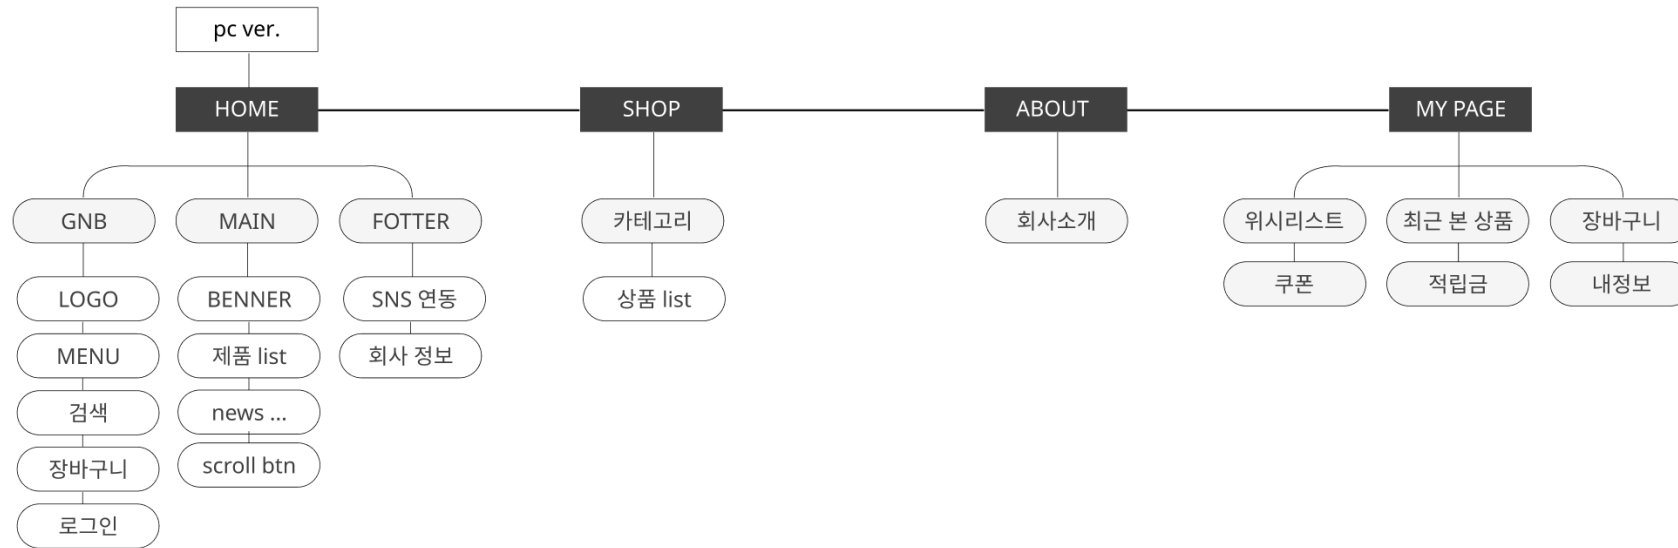 pc ver.
HOME
SHOP
ABOUT
MY PAGE
GNB
MAIN
FOTTER
카테고리
회사소개
위시리스트
최근 본 상품
장바구니
LOGO
BENNER
SNS 연동
상품 list
쿠폰
적립금
내정보
MENU
제품 list
회사 정보
검색
news ...
장바구니
scroll btn
로그인